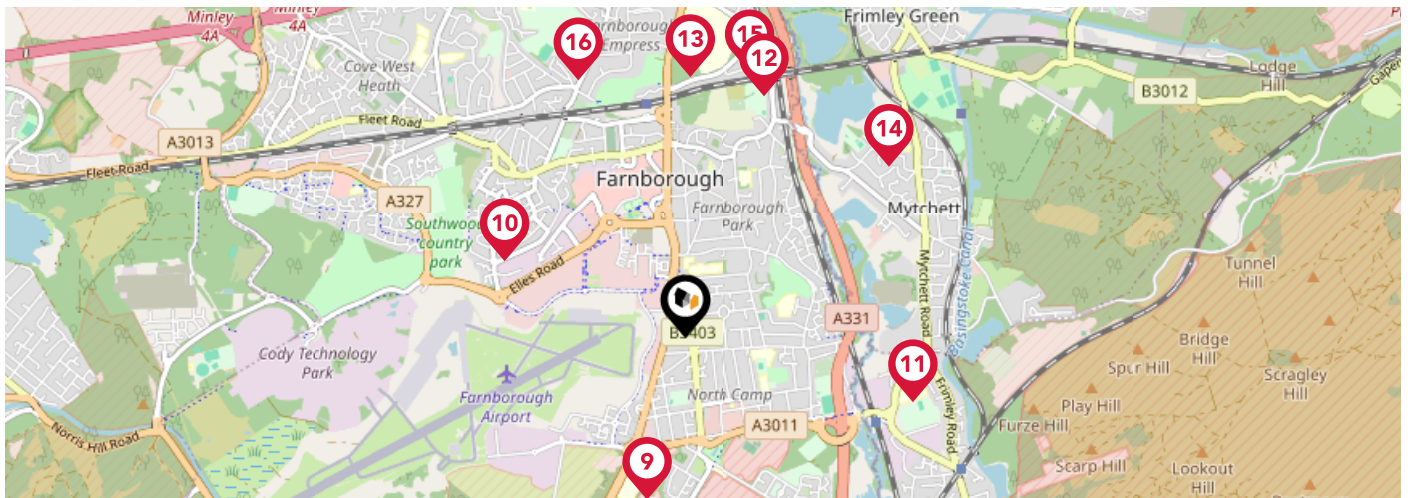 Minley
4A
Minley
4A
Farnborough
Empress
Frimley Green
16
13
15
12
Cove West
Heath
Lodge
Hill
B3012
Fleet Road
14
A3013
Fleet Road
Farnborough
A327
Farnborough
Park
Mytchett
10
Southwood
country
park
Elles Road
Mytchett Road
Basingstoke Canal
Tunnel
Hill
B3403
A331
Cody Technology
Park
Bridge
Hill
11
Spur Hill
Scragley
Hill
Farnborough
Airport
North Camp
Frimley Road
Play Hill
Furze Hill
A3011
Norris Hill Road
9
Scarp Hill
Lookout
Hill